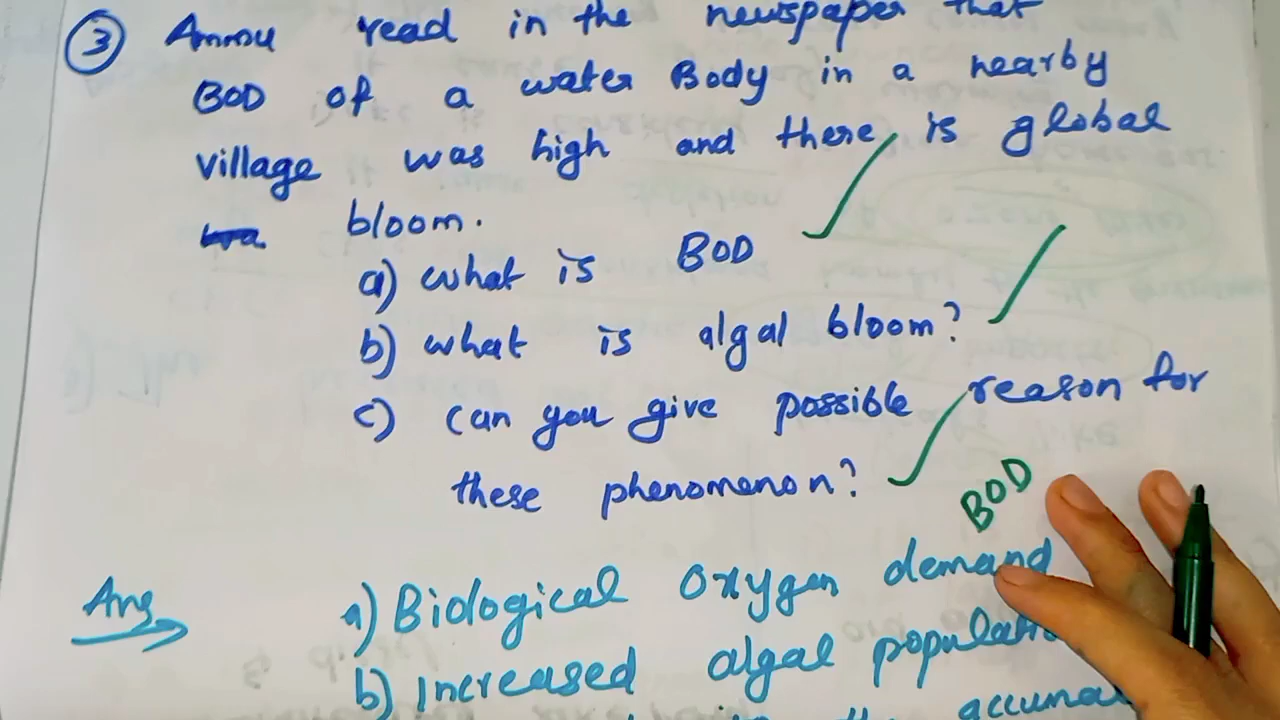 3 Ammu read in the newspaper that
BOD of a water Body in a nearby
village was high and there is global
bloom.
a) what is BOD
b) what is algal bloom?
c) can you give possible reason for
these phenomenon?
BOD
Ans a) Biological oxygen demand
b) Increased algal
the